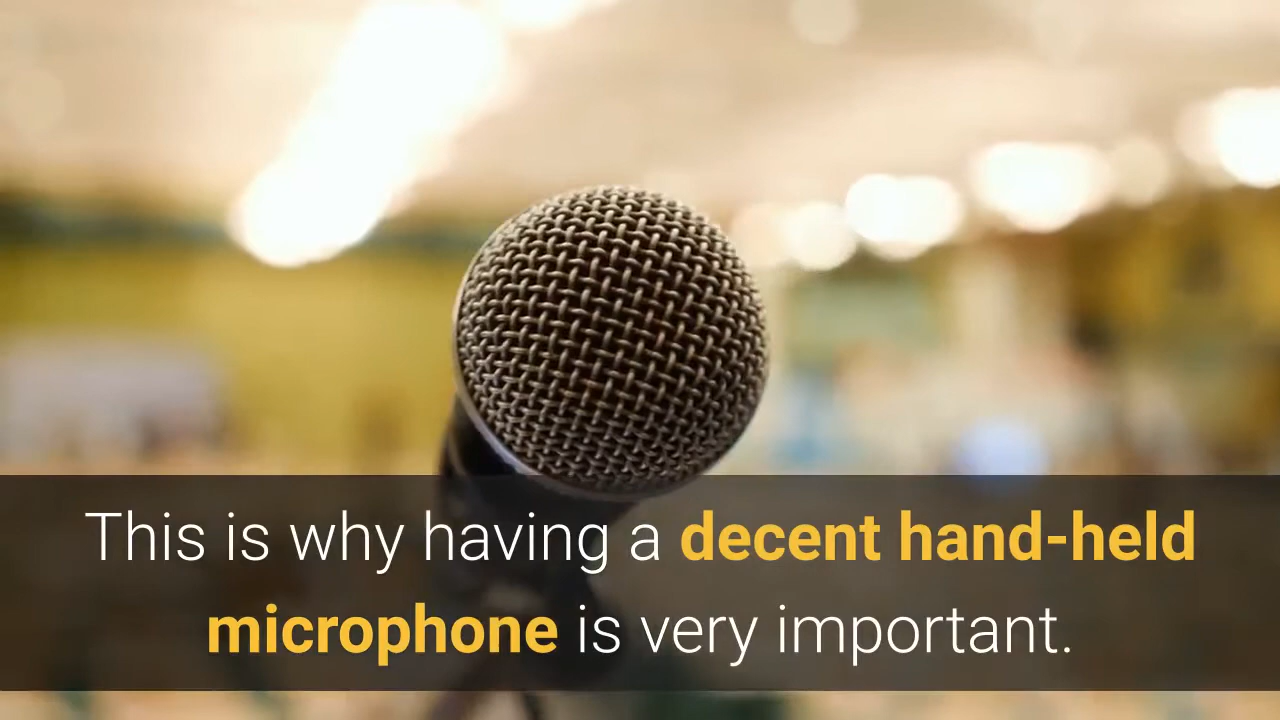 This is why having a decent hand-held
microphone is very important.